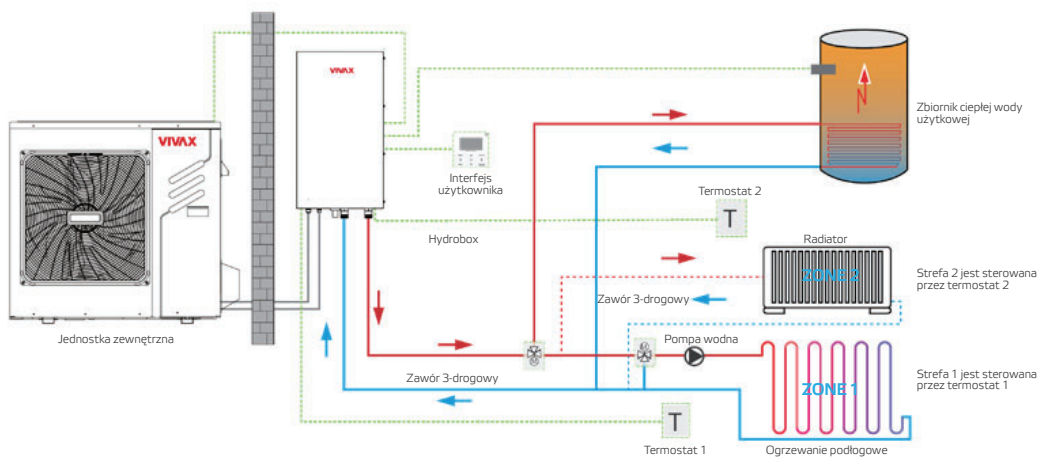 VIVAX
VIVAX
Zbiornik ciepłej wody
użytkowej
Interfejs
użytkownika
Termostat 2
T
Hydrobox
Radiator
ZONE 2
Strefa 2 jest sterowana
przez termostat 2
Zawór 3-drogowy
Jednostka zewnętrzna
Pompa wodna
Zawór 3-drogowy
ZONE 1
Strefa 1 jest sterowana
przez termostat 1
T
Termostat 1
Ogrzewanie podłogowe